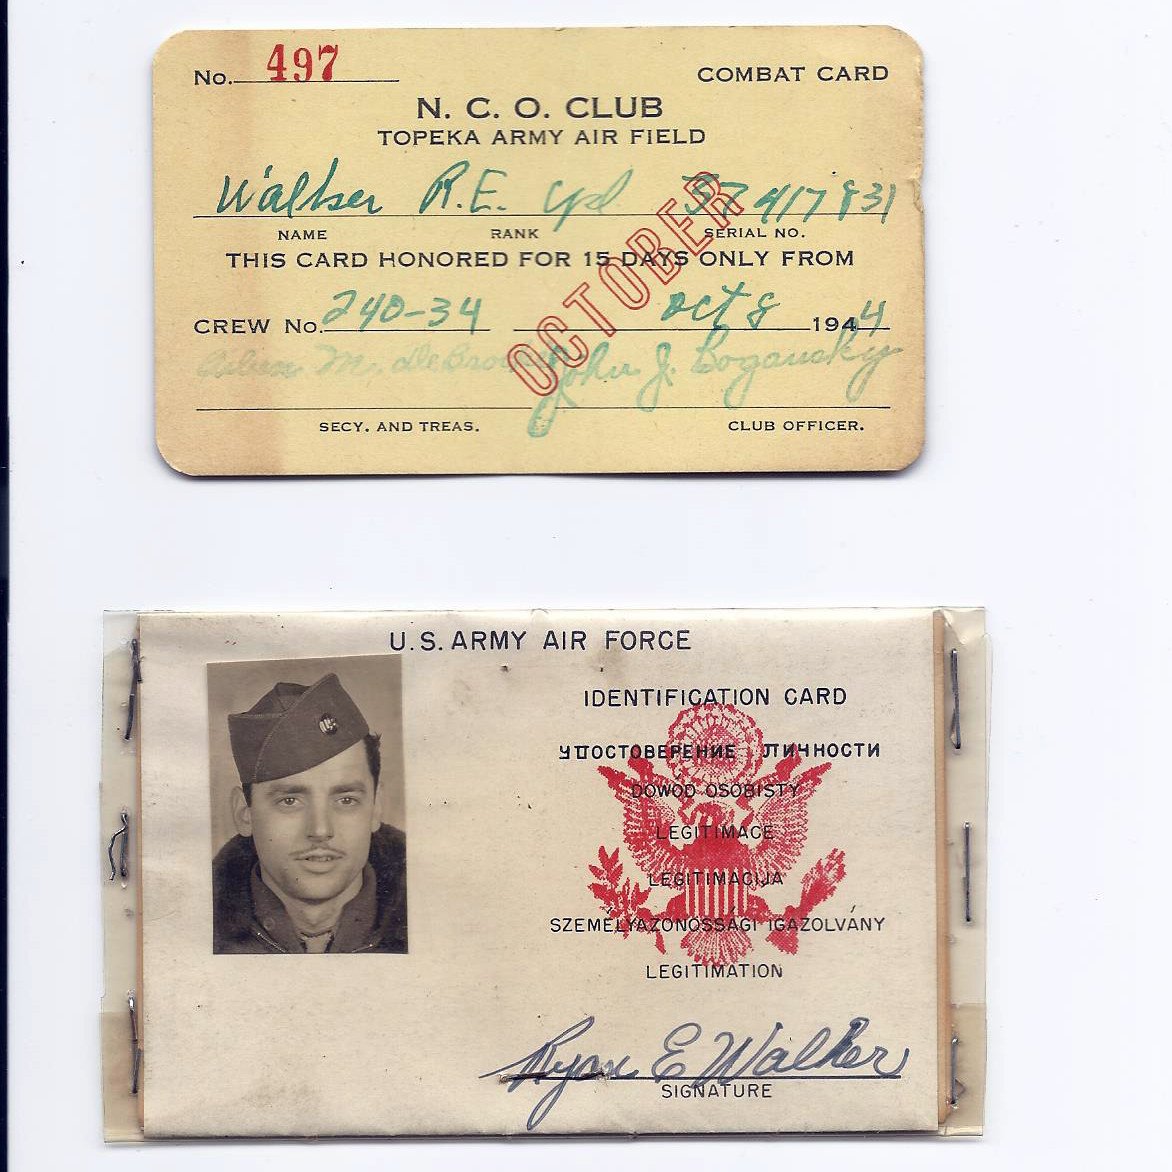 No. 497 COMBAT CARD
N. C. O. CLUB
TOPEKA ARMY AIR FIELD
Walker R.E. Cpl 37417831
NAME RANK SERIAL NO.
THIS CARD HONORED FOR 15 DAYS ONLY FROM
OCTOBER
CREW No. 240-34 Oct 8 1944
M. John J. Bogansky
SECY. AND TREAS. CLUB OFFICER.
U.S. ARMY AIR FORCE
IDENTIFICATION CARD
УДОСТОВЕРЕНИЕ ЛИЧНОСТИ
DOWÓD OSOBISTY
LEGITIMACE
LEGITIMACIJA
SZEMÉLYAZONOSSÁGI IGAZOLVÁNY
LEGITIMATION
E Walker
SIGNATURE